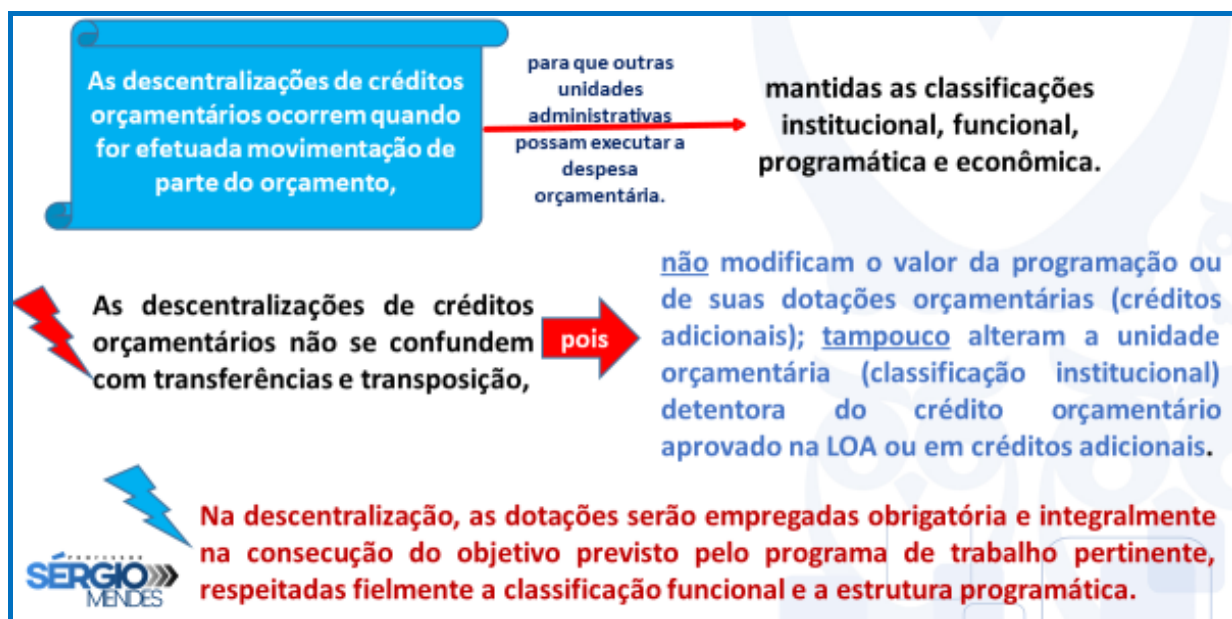 As descentralizações de créditos
orçamentários ocorrem quando
for efetuada movimentação de
parte do orçamento,
para que outras
unidades
administrativas
possam executar a
despesa
orçamentária.
mantidas as classificações
institucional, funcional,
programática e econômica.
As descentralizações de créditos
orçamentários não se confundem
com transferências e transposição,
pois
não modificam o valor da programação ou
de suas dotações orçamentárias (créditos
adicionais); tampouco alteram a unidade
orçamentária (classificação institucional)
detentora do crédito orçamentário
aprovado na LOA ou em créditos adicionais.
Na descentralização, as dotações serão empregadas obrigatória e integralmente
na consecução do objetivo previsto pelo programa de trabalho pertinente,
respeitadas fielmente a classificação funcional e a estrutura programática.
PROFESSOR
SÉRGIO
MENDES